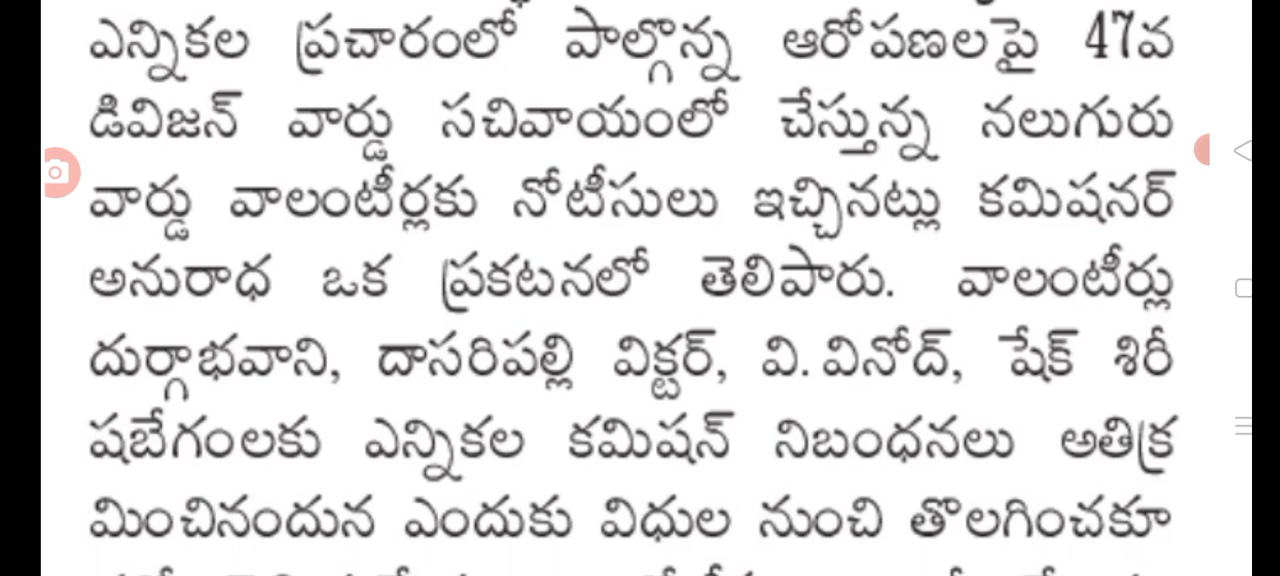 ఎన్నికల ప్రచారంలో పాల్గొన్న ఆరోపణలపై 47వ
డివిజన్ వార్డు సచివాయంలో చేస్తున్న నలుగురు
వార్డు వాలంటీర్లకు నోటీసులు ఇచ్చినట్లు కమిషనర్
అనురాధ ఒక ప్రకటనలో తెలిపారు. వాలంటీర్లు
దుర్గాభవాని, దాసరిపల్లి విక్టర్, వి. వినోద్, షేక్ శిరీ
షబేగంలకు ఎన్నికల కమిషన్ నిబంధనలు అతిక్ర
మించినందున ఎందుకు విధుల నుంచి తొలగించకూ